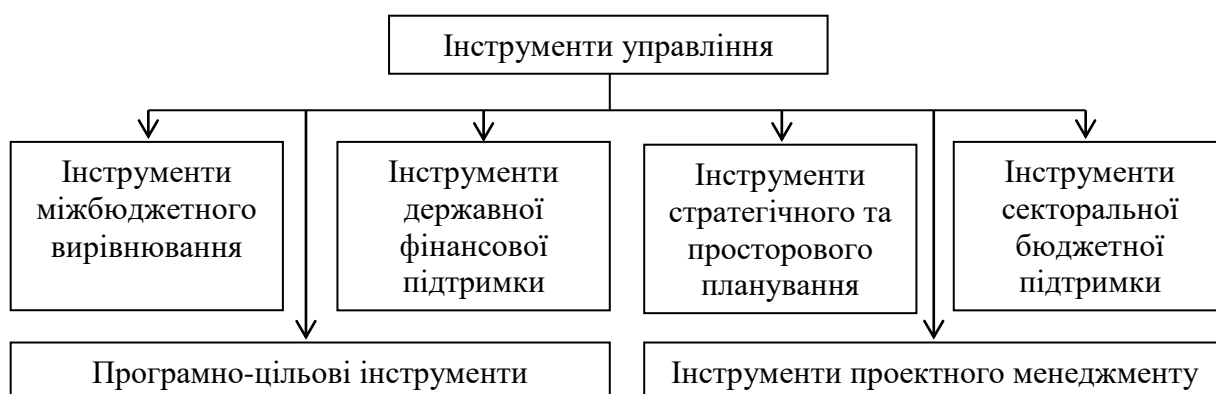 Інструменти управління
Інструменти
міжбюджетного
вирівнювання
Інструменти
державної
фінансової
підтримки
Інструменти
стратегічного та
просторового
планування
Інструменти
секторальної
бюджетної
підтримки
Програмно-цільові інструменти
Інструменти проектного менеджменту